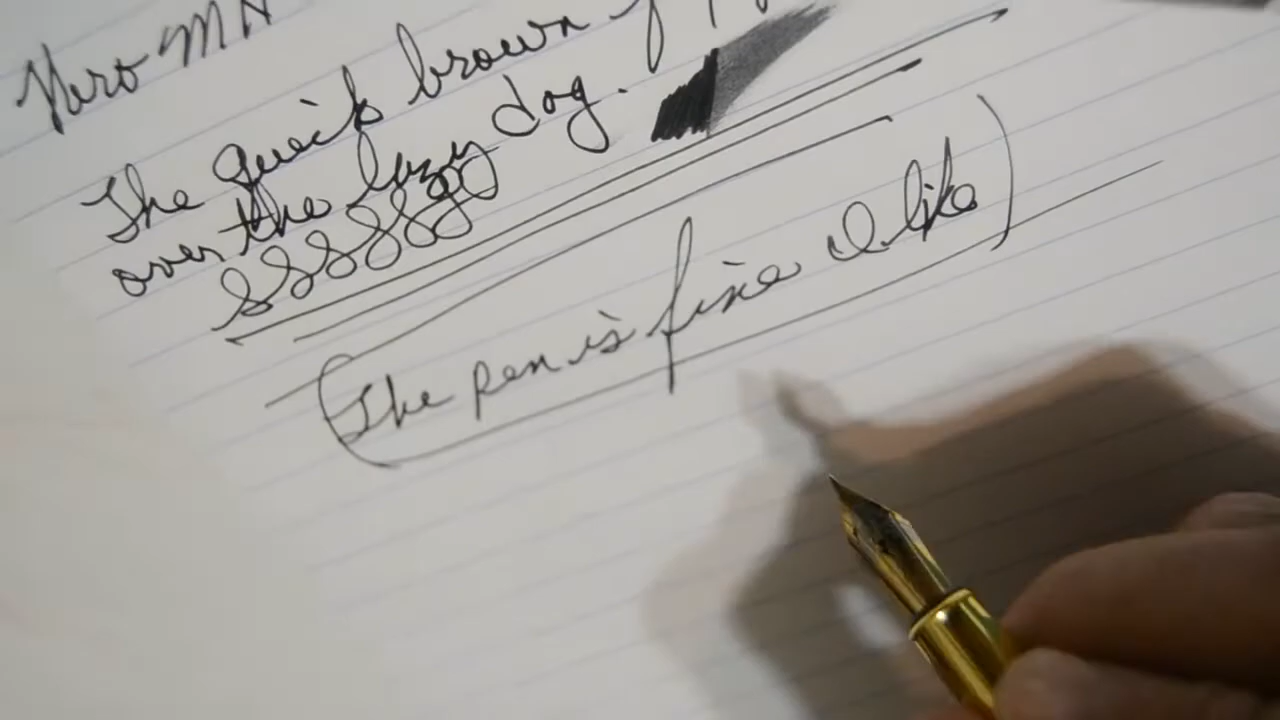 The quick brown
over the lazy dog.
The pen is fine I like